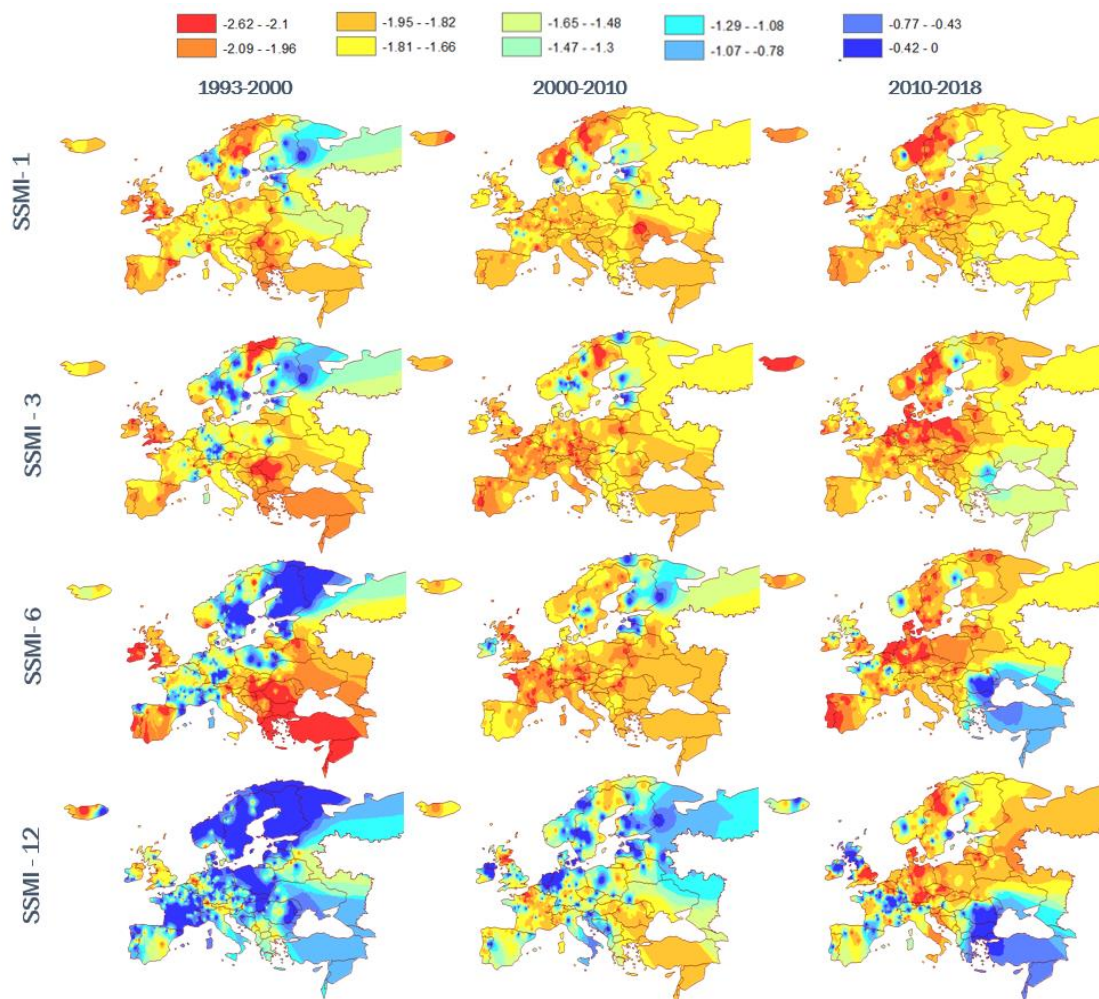 -2.62 - -2.1 -1.95 - -1.82 -1.65 - -1.48 -1.29 - -1.08 -0.77 - -0.43
-2.09 - -1.96 -1.81 - -1.66 -1.47 - -1.3 -1.07 - -0.78 -0.42 - 0
1993-2000 2000-2010 2010-2018
SSMI- 1
SSMI - 3
SSMI- 6
SSMI - 12